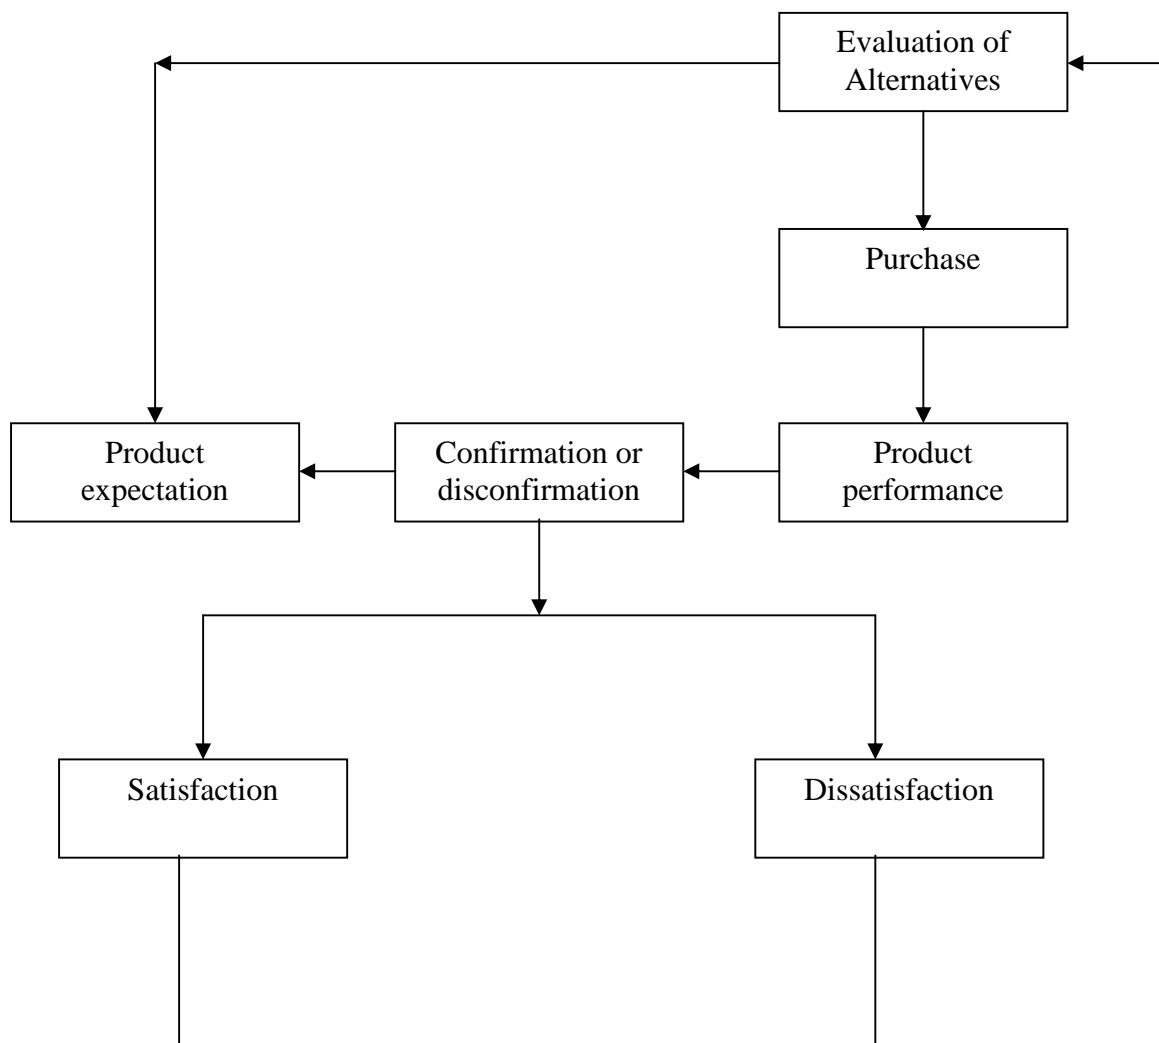 Evaluation of
Alternatives
Purchase
Product
expectation
Confirmation or
disconfirmation
Product
performance
Satisfaction
Dissatisfaction